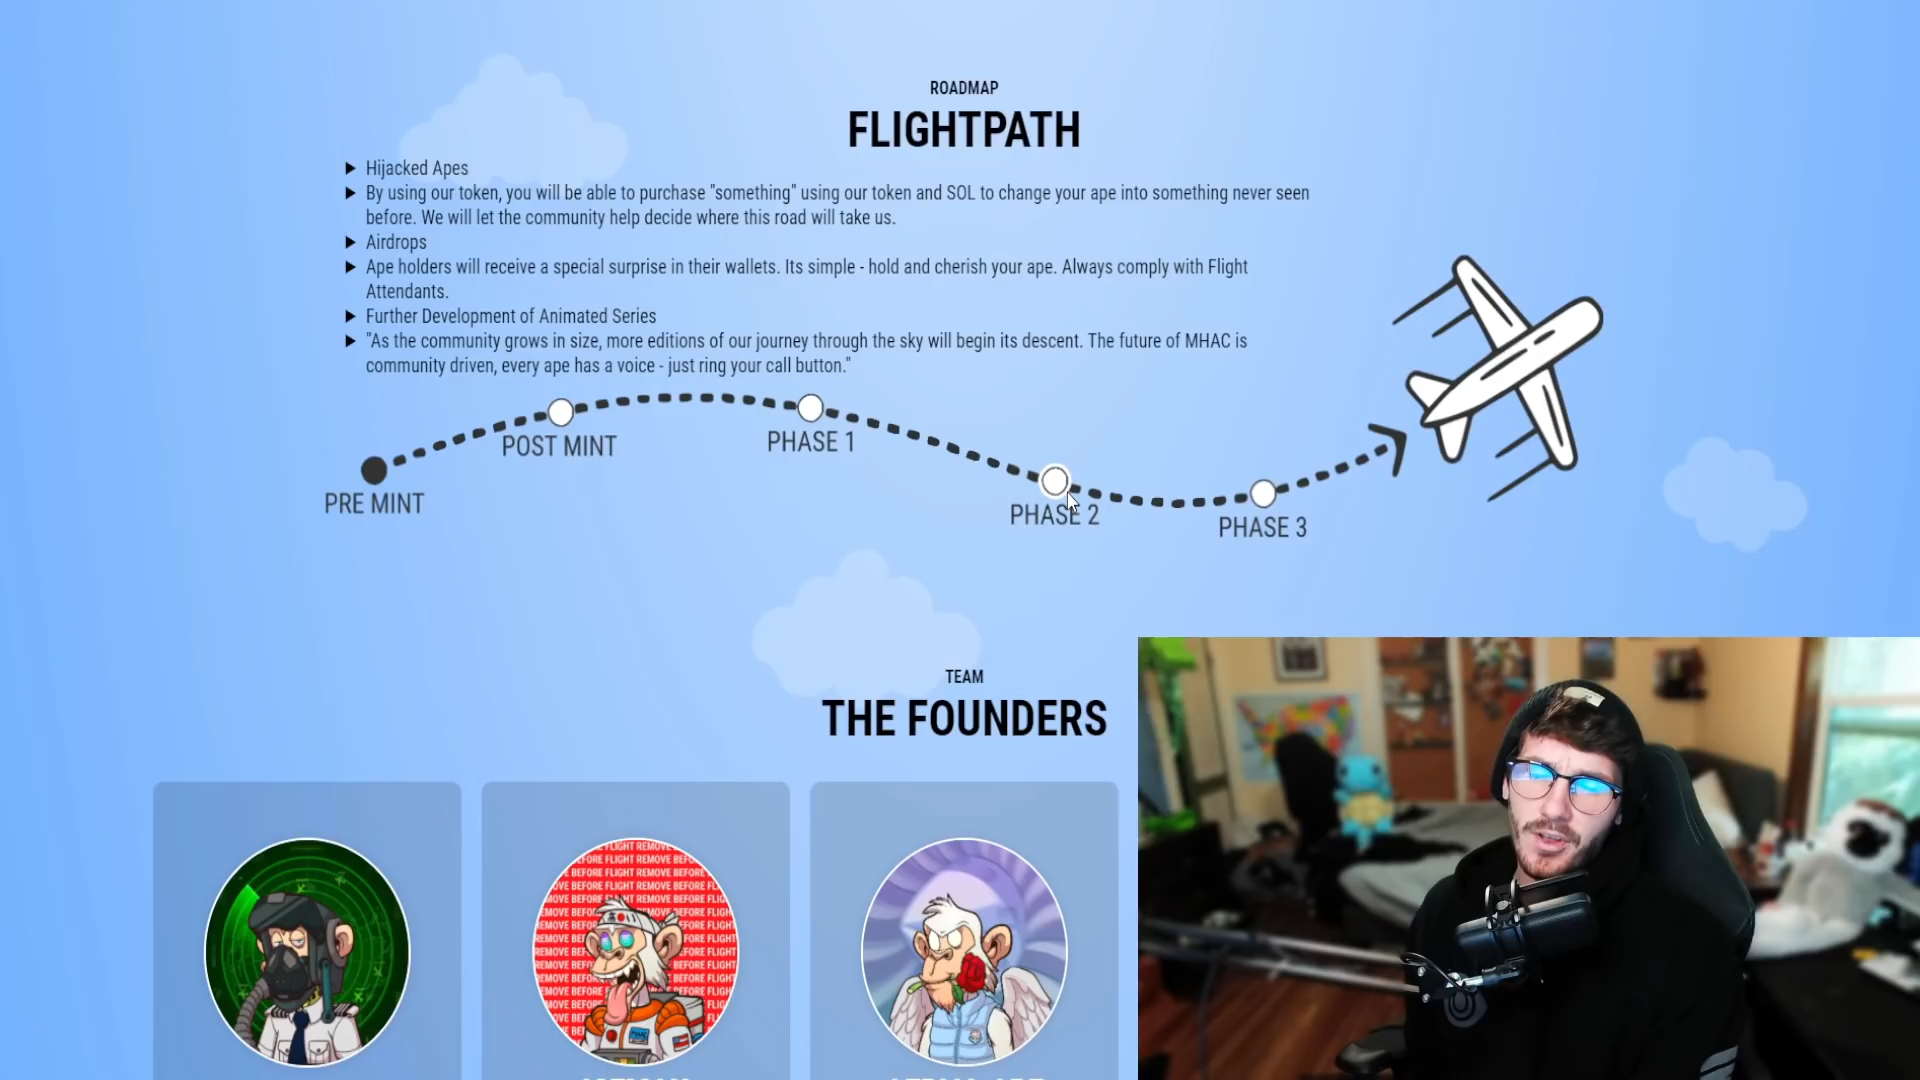 ROADMAP
FLIGHTPATH
Hijacked Apes
By using our token, you will be able to purchase "something" using our token and SOL to change your ape into something never seen
before. We will let the community help decide where this road will take us.
Airdrops
Ape holders will receive a special surprise in their wallets. Its simple - hold and cherish your ape. Always comply with Flight
Attendants.
Further Development of Animated Series
"As the community grows in size, more editions of our journey through the sky will begin its descent. The future of MHAC is
community driven, every ape has a voice - just ring your call button."
PRE MINT
POST MINT
PHASE 1
PHASE 2
PHASE 3
TEAM
THE FOUNDERS
REMOVE BEFORE FLIGHT